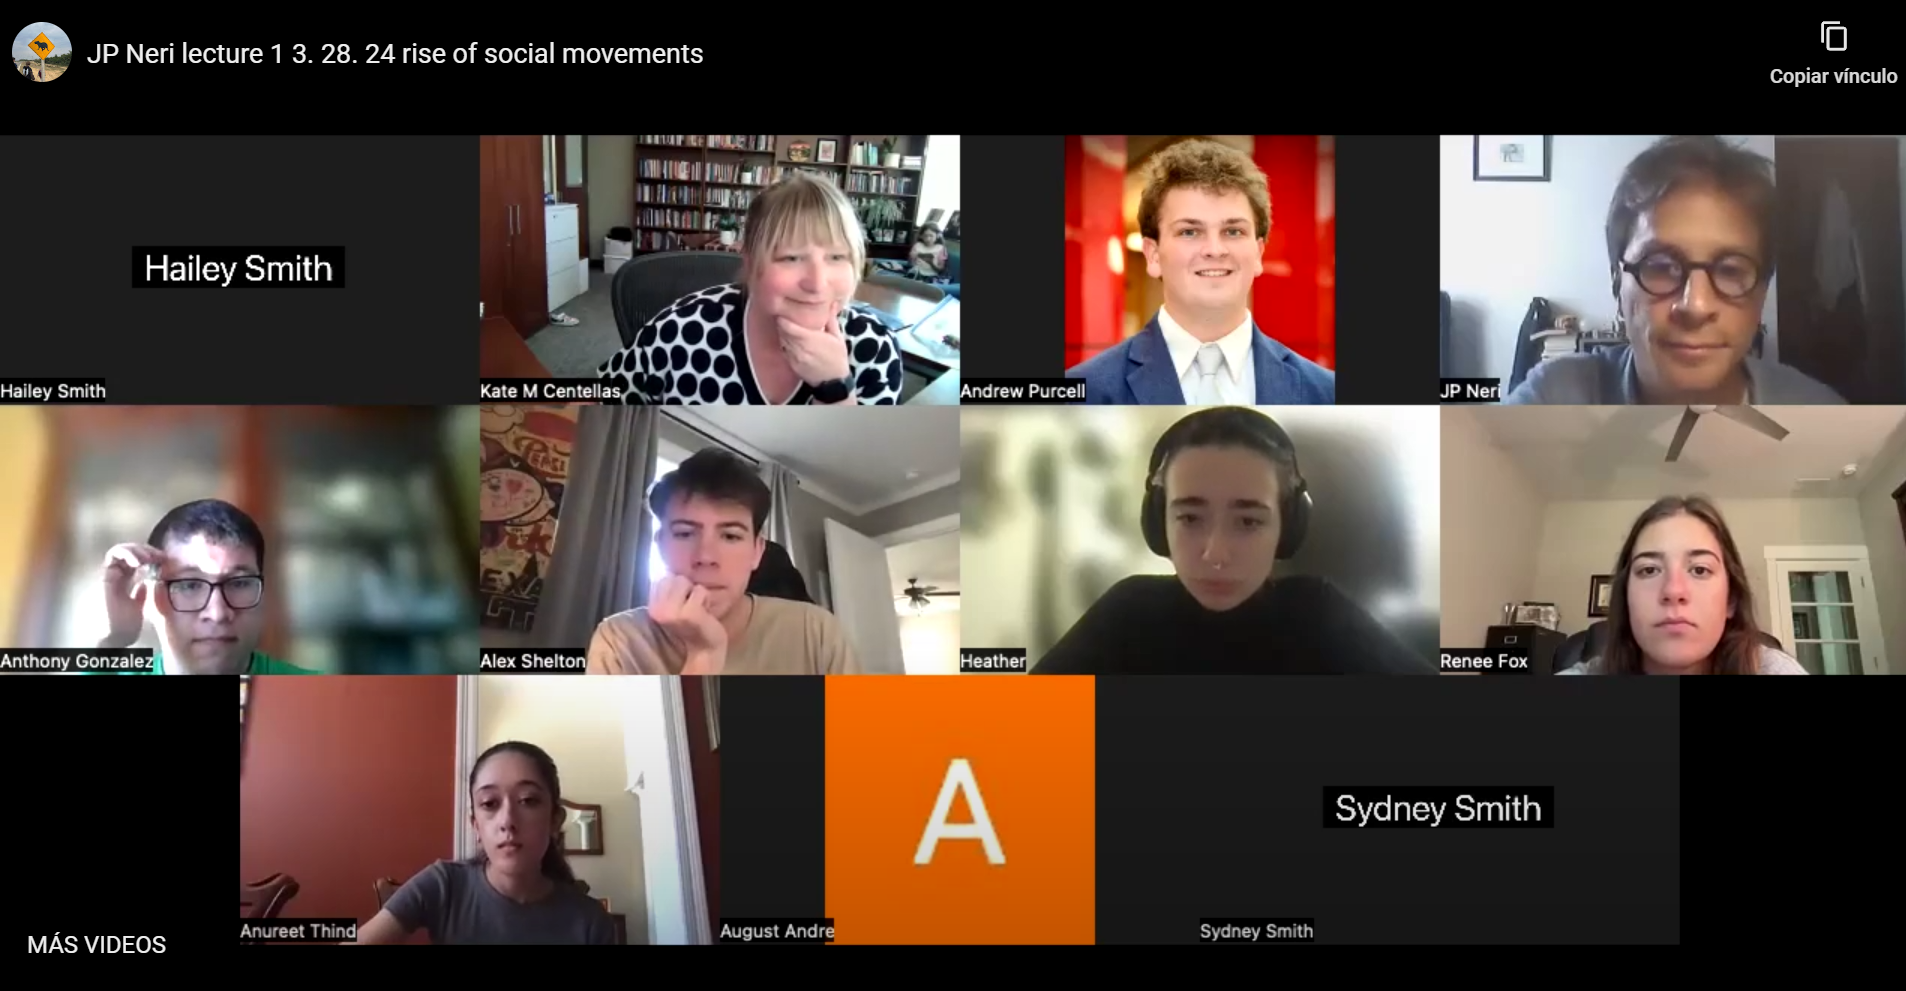 JP Neri lecture 1 3. 28. 24 rise of social movements
Copiar vínculo
Hailey Smith
Hailey Smith
Kate M Centellas
Andrew Purcell
JP Neri
Anthony Gonzalez
Alex Shelton
Heather
Renee Fox
A
Sydney Smith
Anureet Thind
August Andre
Sydney Smith
MÁS VIDEOS